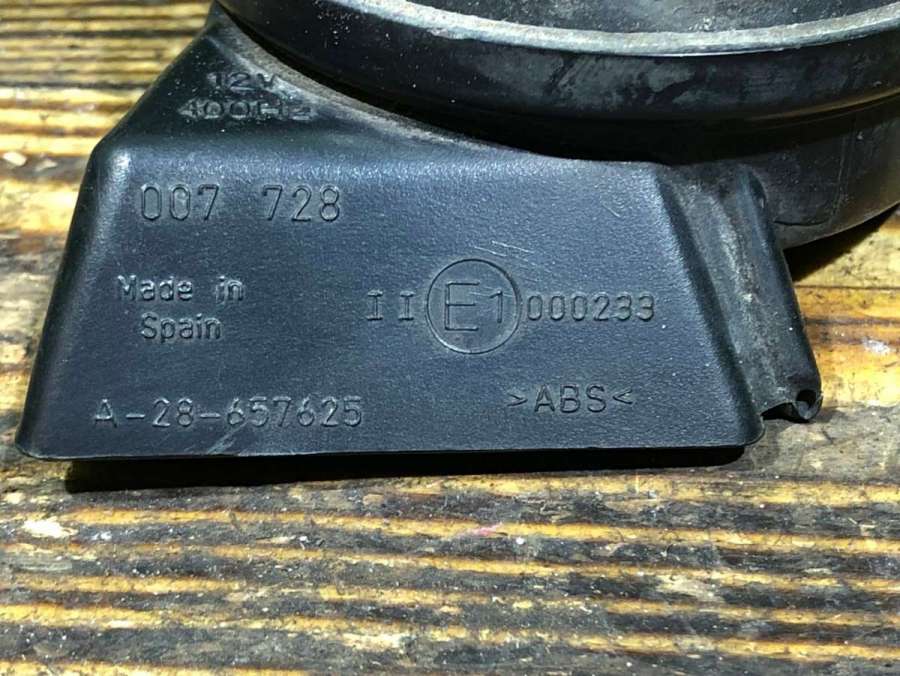 12V
400Hz
007 728
Made in
Spain
II E1 000233
A-28-657625
>ABS<